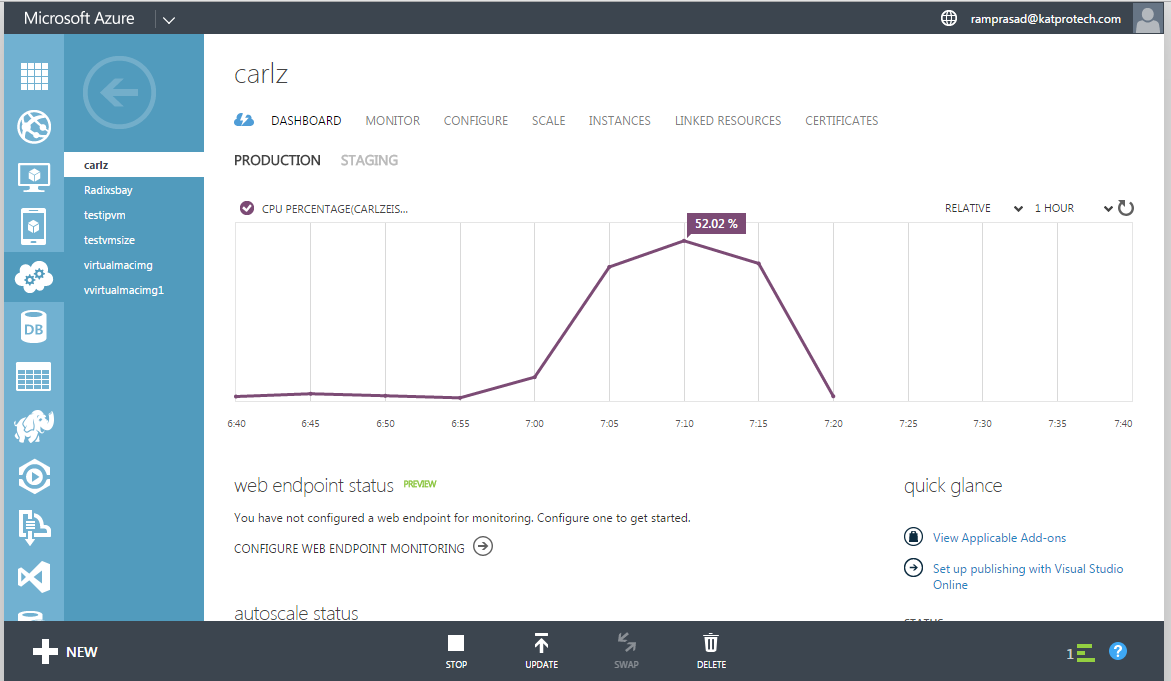 Microsoft Azure
ramprasad@katprotech.com
carlz
Radixsbay
testipvm
testvmsize
virtualmacimg
vvirtualmacimg1
DB
carlz
DASHBOARD MONITOR CONFIGURE SCALE INSTANCES LINKED RESOURCES CERTIFICATES
PRODUCTION STAGING
CPU PERCENTAGE(CARLZEIS... RELATIVE 1 HOUR
52.02 %
6:40 6:45 6:50 6:55 7:00 7:05 7:10 7:15 7:20 7:25 7:30 7:35 7:40
web endpoint status PREVIEW
You have not configured a web endpoint for monitoring. Configure one to get started.
CONFIGURE WEB ENDPOINT MONITORING
autoscale status
quick glance
View Applicable Add-ons
Set up publishing with Visual Studio
Online
STATUS
NEW
STOP UPDATE SWAP DELETE
1 ?